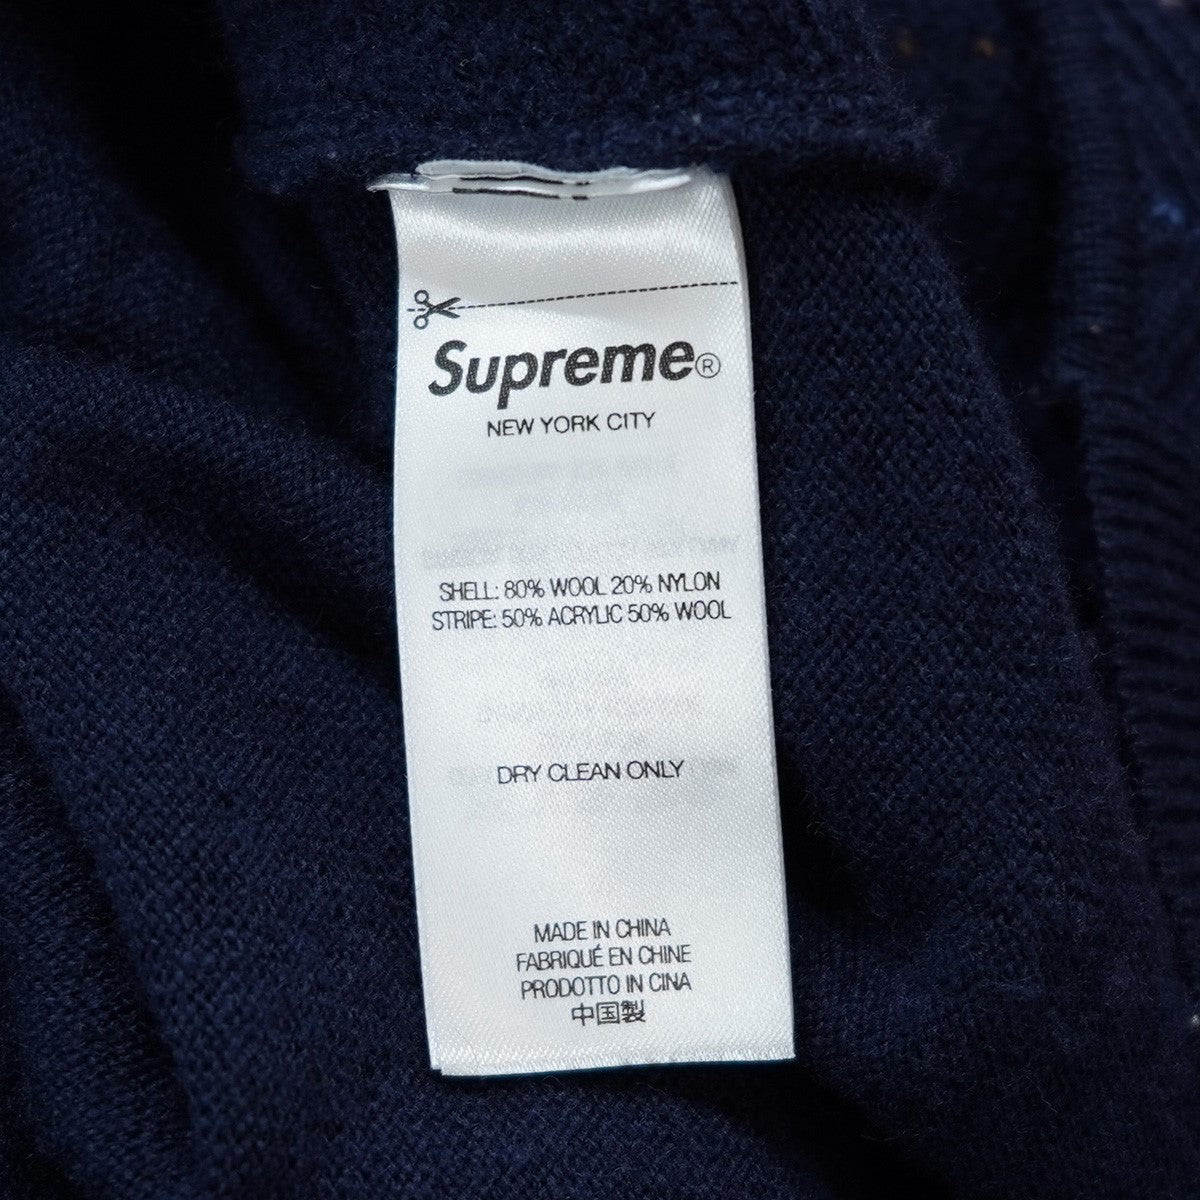 Supreme®
NEW YORK CITY
SHELL: 80% WOOL 20% NYLON
STRIPE: 50% ACRYLIC 50% WOOL
DRY CLEAN ONLY
MADE IN CHINA
FABRIQUÉ EN CHINE
PRODOTTO IN CINA
中国製